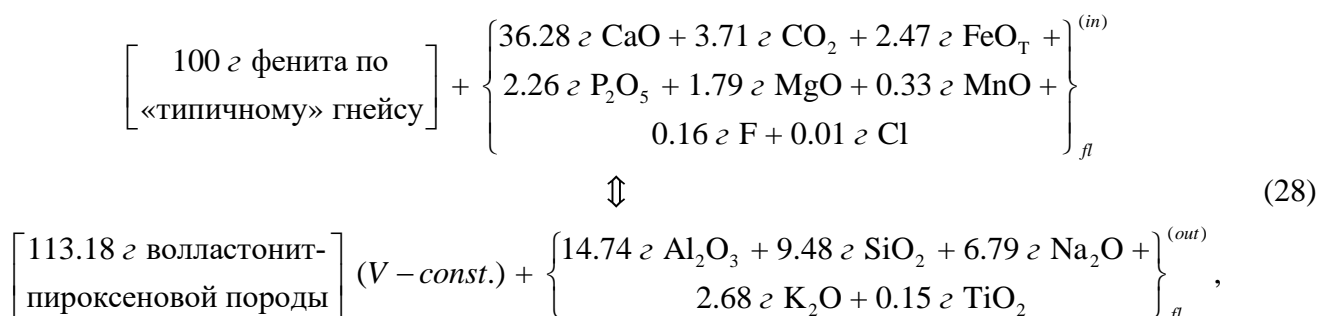 [100 г фенита по «типичному» гнейсу] + {36.28 г CaO + 3.71 г CO₂ + 2.47 г FeO_T +
2.26 г P₂O₅ + 1.79 г MgO + 0.33 г MnO +
0.16 г F + 0.01 г Cl}_fl^(in)
⇕
(28)
[113.18 г волластонит-пироксеновой породы] (V – const.) + {14.74 г Al₂O₃ + 9.48 г SiO₂ + 6.79 г Na₂O +
2.68 г K₂O + 0.15 г TiO₂}_fl^(out) ,